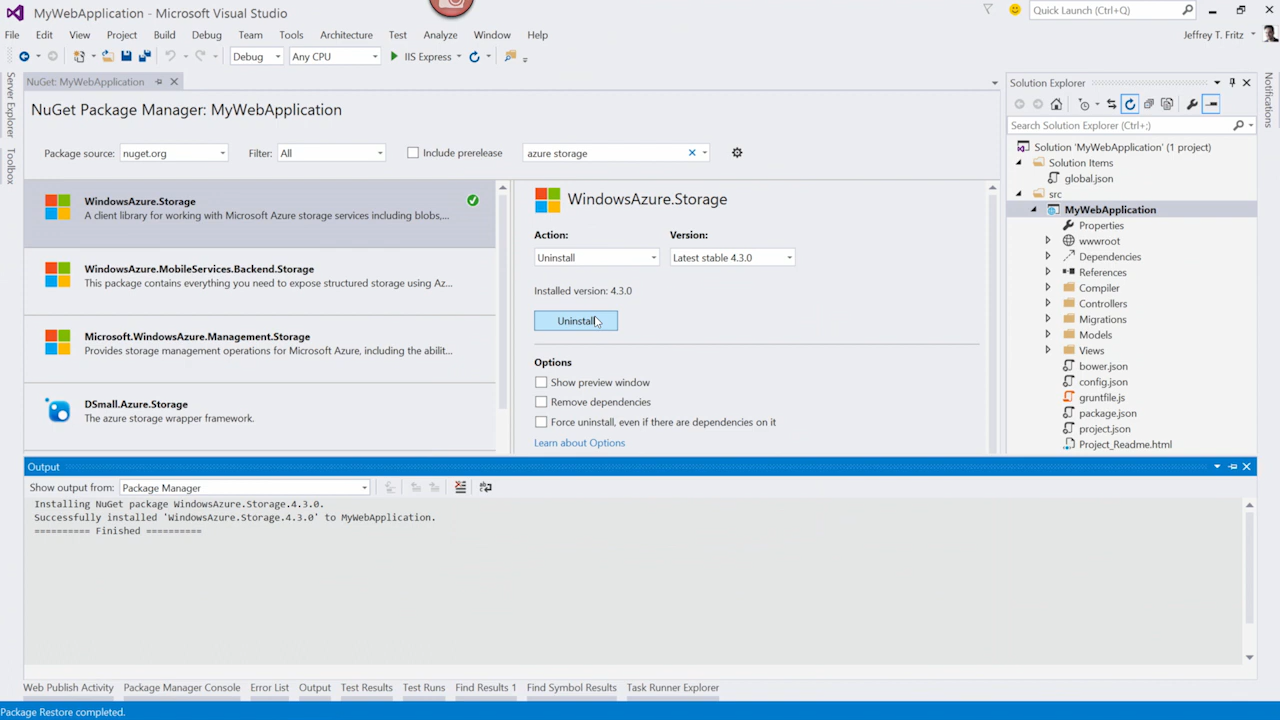 MyWebApplication - Microsoft Visual Studio
Quick Launch (Ctrl+Q)
File Edit View Project Build Debug Team Tools Architecture Test Analyze Window Help
Jeffrey T. Fritz
Debug Any CPU IIS Express
Server Explorer
Toolbox
Notifications
NuGet: MyWebApplication
NuGet Package Manager: MyWebApplication
Package source: nuget.org Filter: All Include prerelease azure storage
WindowsAzure.Storage
A client library for working with Microsoft Azure storage services including blobs,...
WindowsAzure.MobileServices.Backend.Storage
This package contains everything you need to expose structured storage using Az...
Microsoft.WindowsAzure.Management.Storage
Provides storage management operations for Microsoft Azure, including the abilit...
DSmall.Azure.Storage
The azure storage wrapper framework.
WindowsAzure.Storage
Action: Version:
Uninstall Latest stable 4.3.0
Installed version: 4.3.0
Uninstall
Options
Show preview window
Remove dependencies
Force uninstall, even if there are dependencies on it
Learn about Options
Solution Explorer
Search Solution Explorer (Ctrl+;)
Solution 'MyWebApplication' (1 project)
Solution Items
global.json
src
MyWebApplication
Properties
wwwroot
Dependencies
References
Compiler
Controllers
Migrations
Models
Views
bower.json
config.json
gruntfile.js
package.json
project.json
Project_Readme.html
Output
Show output from: Package Manager
Installing NuGet package WindowsAzure.Storage.4.3.0.
Successfully installed 'WindowsAzure.Storage.4.3.0' to MyWebApplication.
========== Finished ==========
Web Publish Activity Package Manager Console Error List Output Test Results Test Runs Find Results 1 Find Symbol Results Task Runner Explorer
Package Restore completed.